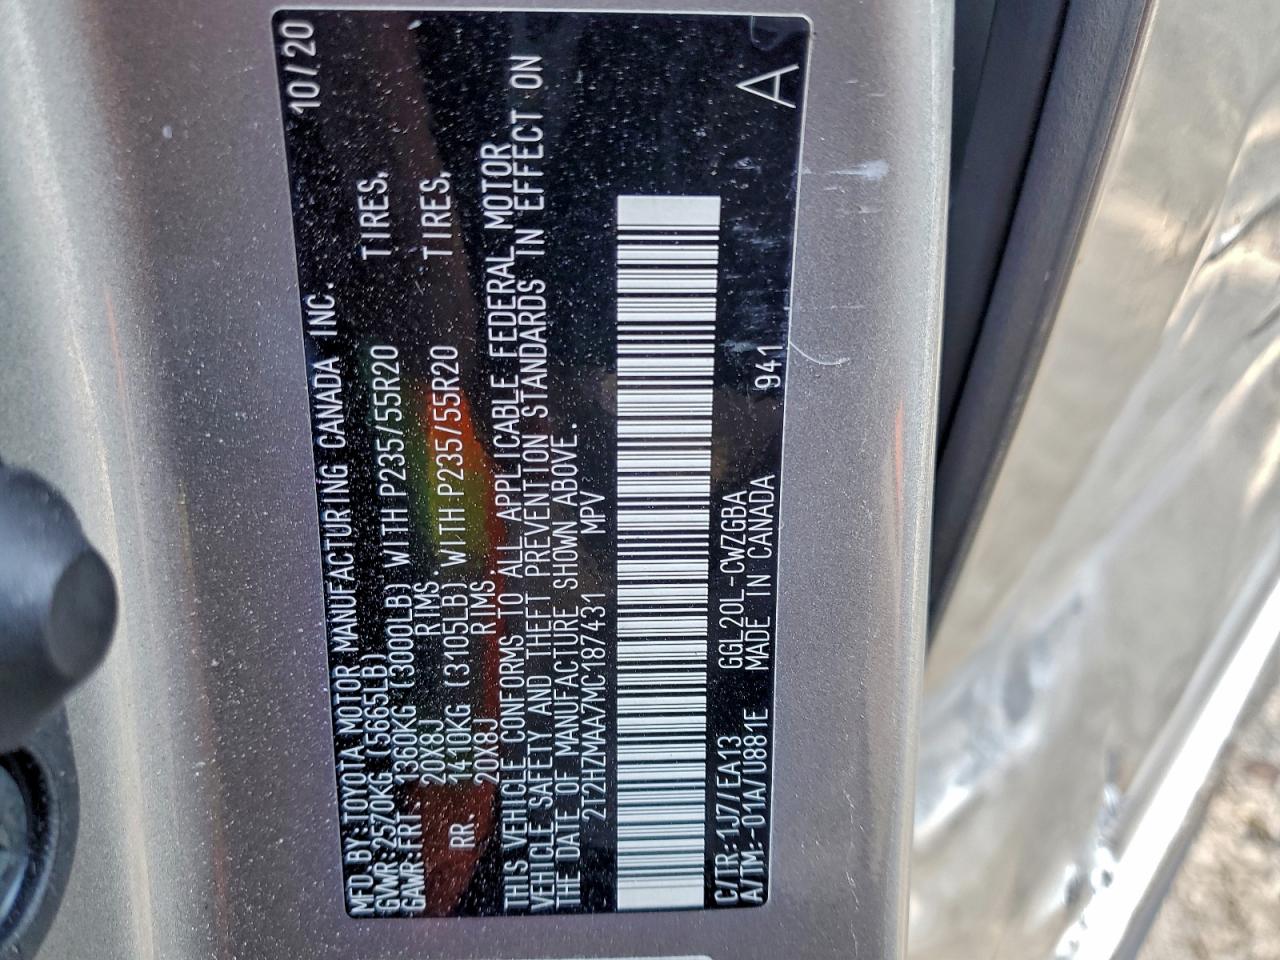 MFD BY:TOYOTA MOTOR MANUFACTURING CANADA INC. 10/20
GVWR:2570KG (5665LB)
GAWR:FRT. 1360KG (3000LB) WITH P235/55R20 TIRES,
20X8J RIMS.
RR. 1410KG (3105LB) WITH P235/55R20 TIRES,
20X8J RIMS.
THIS VEHICLE CONFORMS TO ALL APPLICABLE FEDERAL MOTOR
VEHICLE SAFETY AND THEFT PREVENTION STANDARDS IN EFFECT ON
THE DATE OF MANUFACTURE SHOWN ABOVE.
2T2HZMAA7MC187431 MPV
C/TR:1J7/EA13 GGL20L-CWZGBA
A/TM:-01A/U881E MADE IN CANADA 941 A